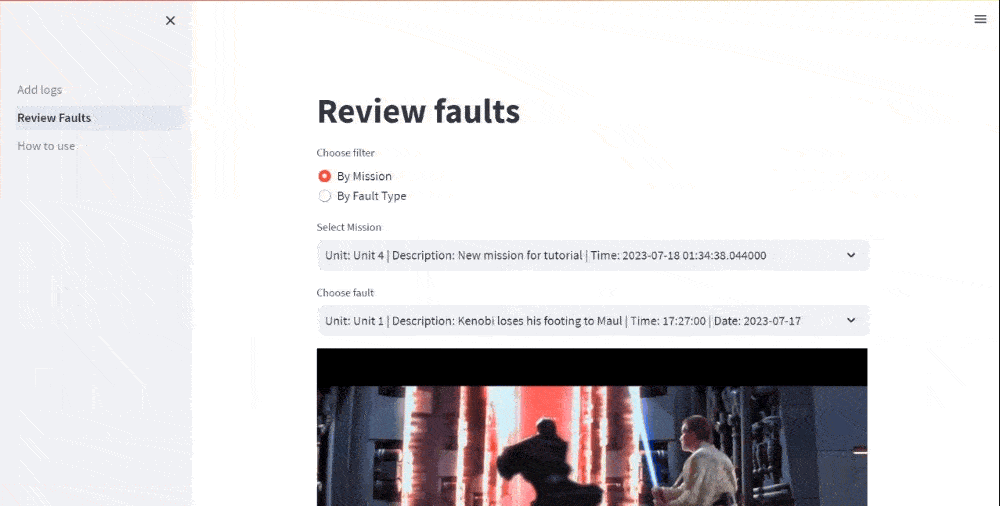 Add logs
Review Faults
How to use
Review faults
Choose filter
By Mission
By Fault Type
Select Mission
Unit: Unit 4 | Description: New mission for tutorial | Time: 2023-07-18 01:34:38.044000
Choose fault
Unit: Unit 1 | Description: Kenobi loses his footing to Maul | Time: 17:27:00 | Date: 2023-07-17